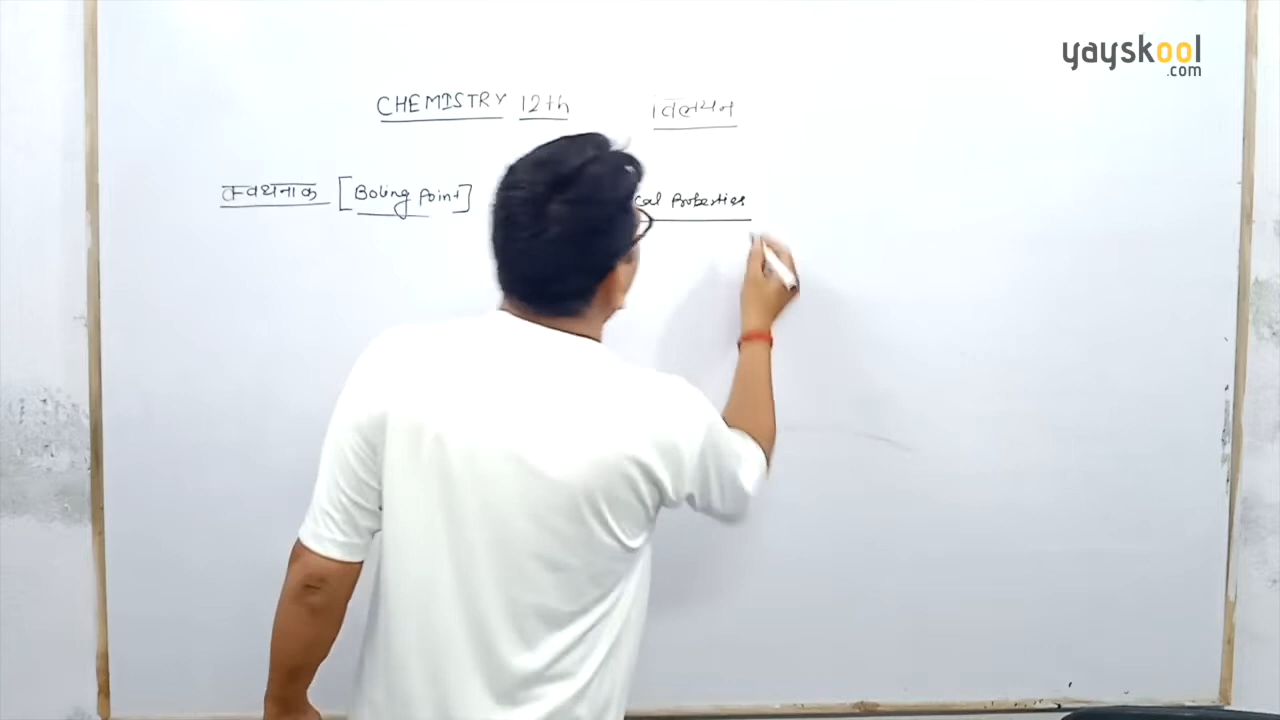 yayskool
.com
CHEMISTRY 12th विलयन
क्वथनाक [Boling Point] cal Properties